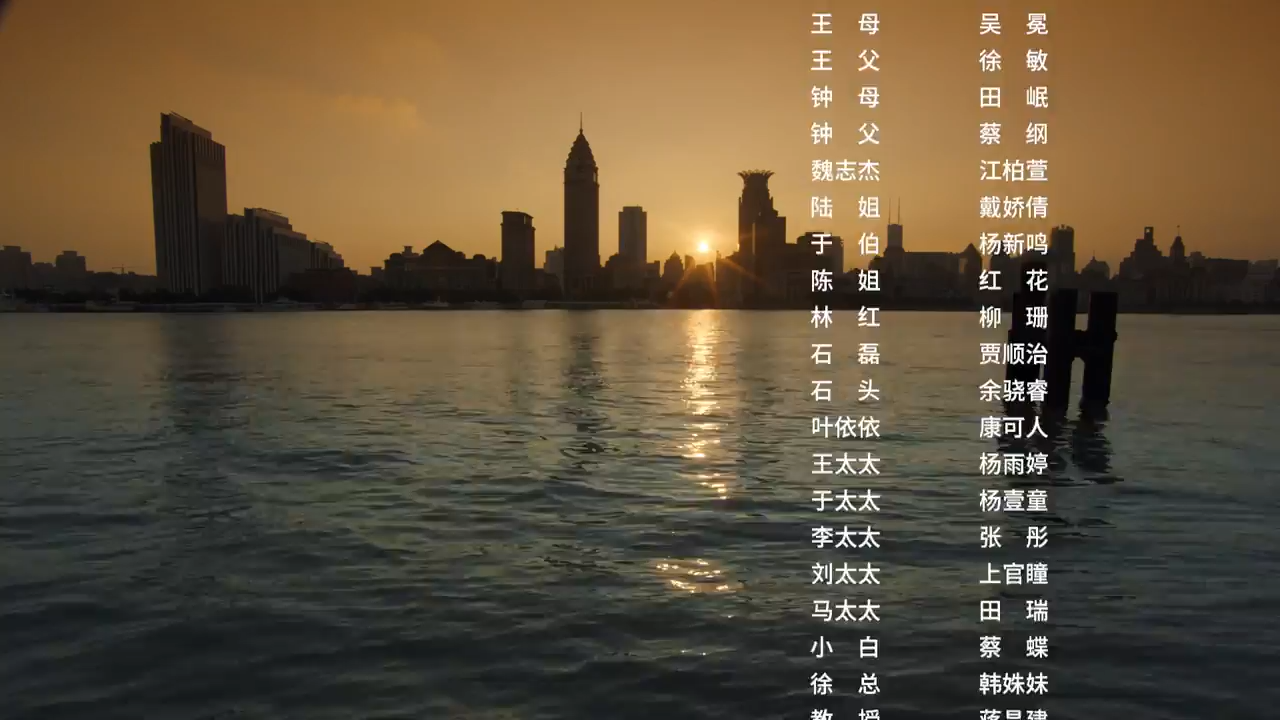 王 母 吴 冕
王 父 徐 敏
钟 母 田 岷
钟 父 蔡 纲
魏志杰 江柏萱
陆 姐 戴娇倩
于 伯 杨新鸣
陈 姐 红 花
林 红 柳 珊
石 磊 贾顺治
石 头 余骁睿
叶依依 康可人
王太太 杨雨婷
于太太 杨壹童
李太太 张 彤
刘太太 上官瞳
马太太 田 瑞
小 白 蔡 蝶
徐 总 韩姝妹
教 授